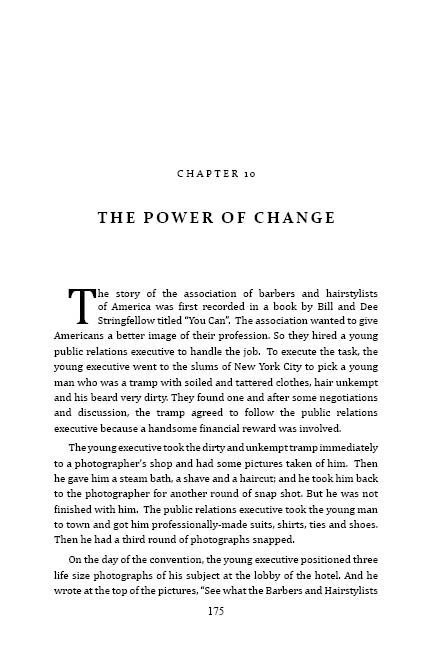 CHAPTER 10
THE POWER OF CHANGE
The story of the association of barbers and hairstylists
of America was first recorded in a book by Bill and Dee
Stringfellow titled “You Can”. The association wanted to give
Americans a better image of their profession. So they hired a young
public relations executive to handle the job. To execute the task, the
young executive went to the slums of New York City to pick a young
man who was a tramp with soiled and tattered clothes, hair unkempt
and his beard very dirty. They found one and after some negotiations
and discussion, the tramp agreed to follow the public relations
executive because a handsome financial reward was involved.
The young executive took the dirty and unkempt tramp immediately
to a photographer’s shop and had some pictures taken of him. Then
he gave him a steam bath, a shave and a haircut; and he took him back
to the photographer for another round of snap shot. But he was not
finished with him. The public relations executive took the young man
to town and got him professionally-made suits, shirts, ties and shoes.
Then he had a third round of photographs snapped.
On the day of the convention, the young executive positioned three
life size photographs of his subject at the lobby of the hotel. And he
wrote at the top of the pictures, “See what the Barbers and Hairstylists
175